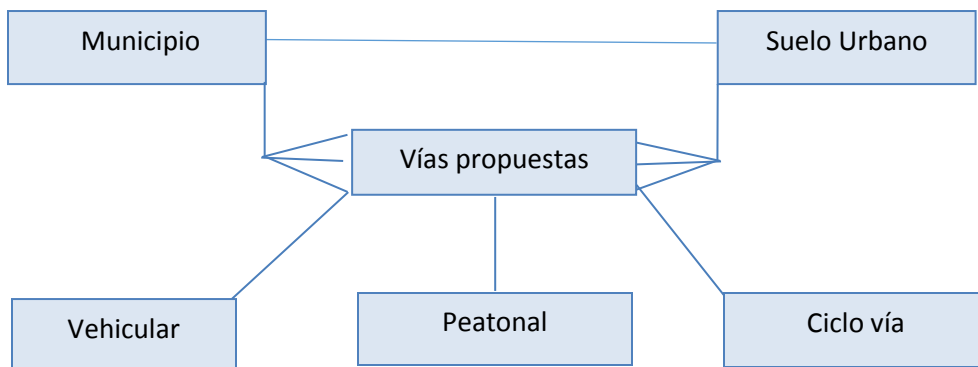 Municipio
Suelo Urbano
Vías propuestas
Vehicular
Peatonal
Ciclo vía